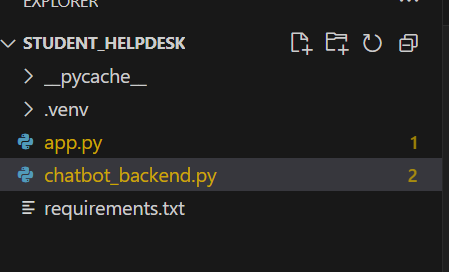 EXPLORER
STUDENT_HELPDESK
__pycache__
.venv
app.py 1
chatbot_backend.py 2
requirements.txt